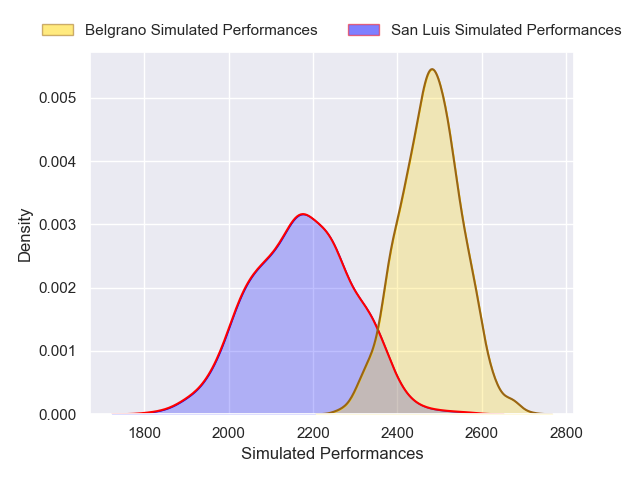 Belgrano Simulated Performances
San Luis Simulated Performances
Density
0.005
0.004
0.003
0.002
0.001
0.000
1800 2000 2200 2400 2600 2800
Simulated Performances